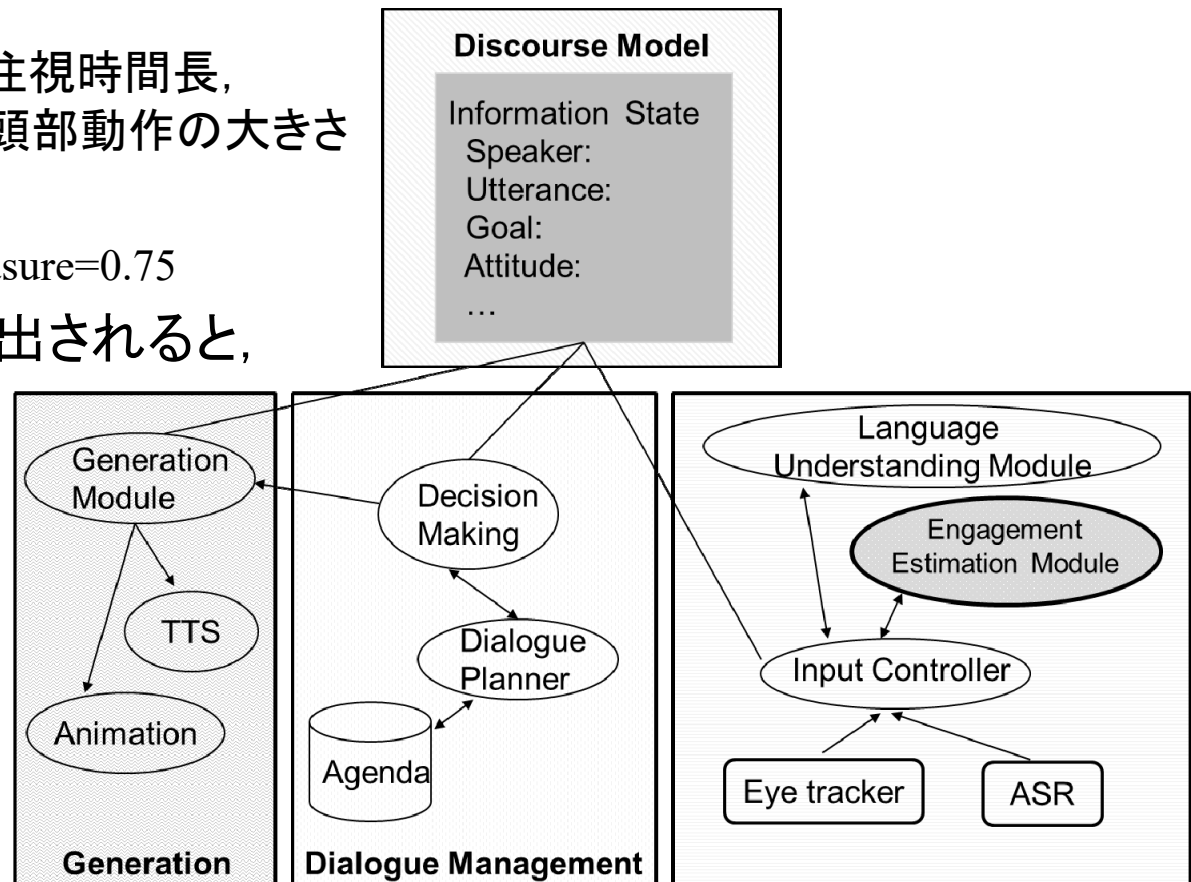 主視時間長,
頭部動作の大きさ
sure=0.75
出されると,
Discourse Model
Information State
Speaker:
Utterance:
Goal:
Attitude:
…
Generation
Module
TTS
Animation
Generation
Decision
Making
Dialogue
Planner
Agenda
Dialogue Management
Language
Understanding Module
Engagement
Estimation Module
Input Controller
Eye tracker
ASR